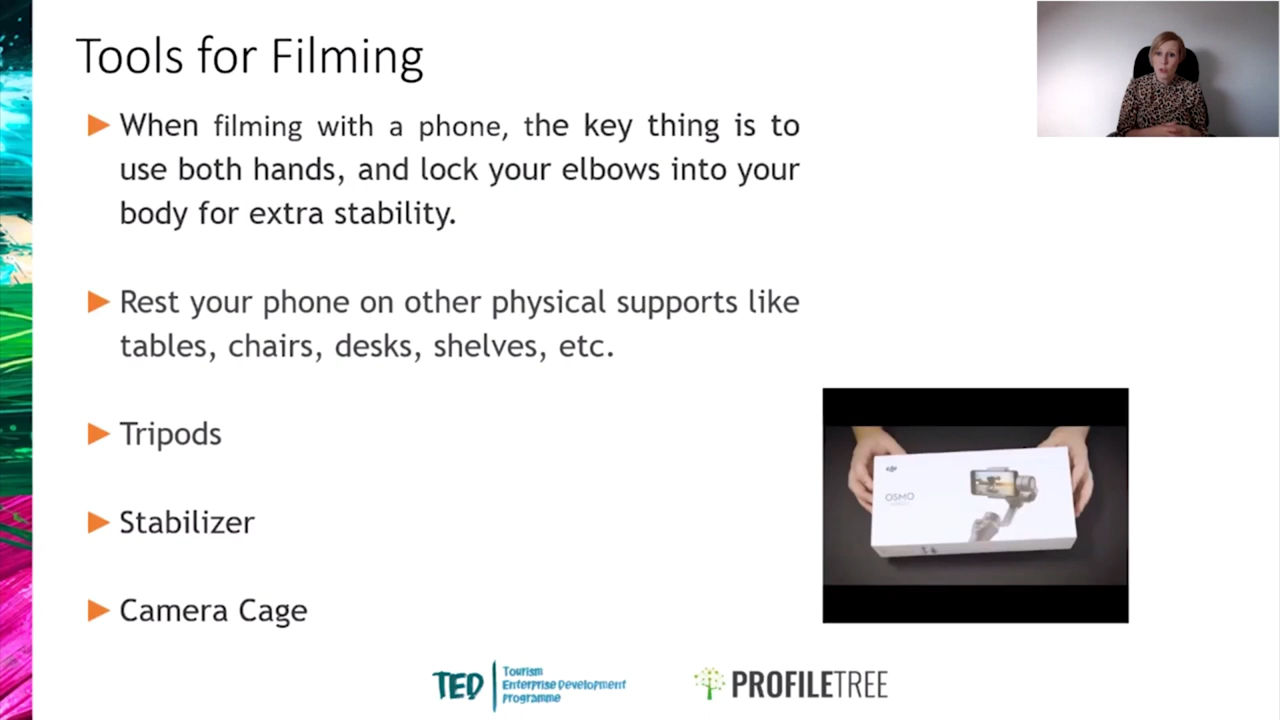 Tools for Filming
When filming with a phone, the key thing is to
use both hands, and lock your elbows into your
body for extra stability.
Rest your phone on other physical supports like
tables, chairs, desks, shelves, etc.
Tripods
Stabilizer
Camera Cage
dji
OSMO
TED
Tourism
Enterprise Development
Programme
PROFILETREE